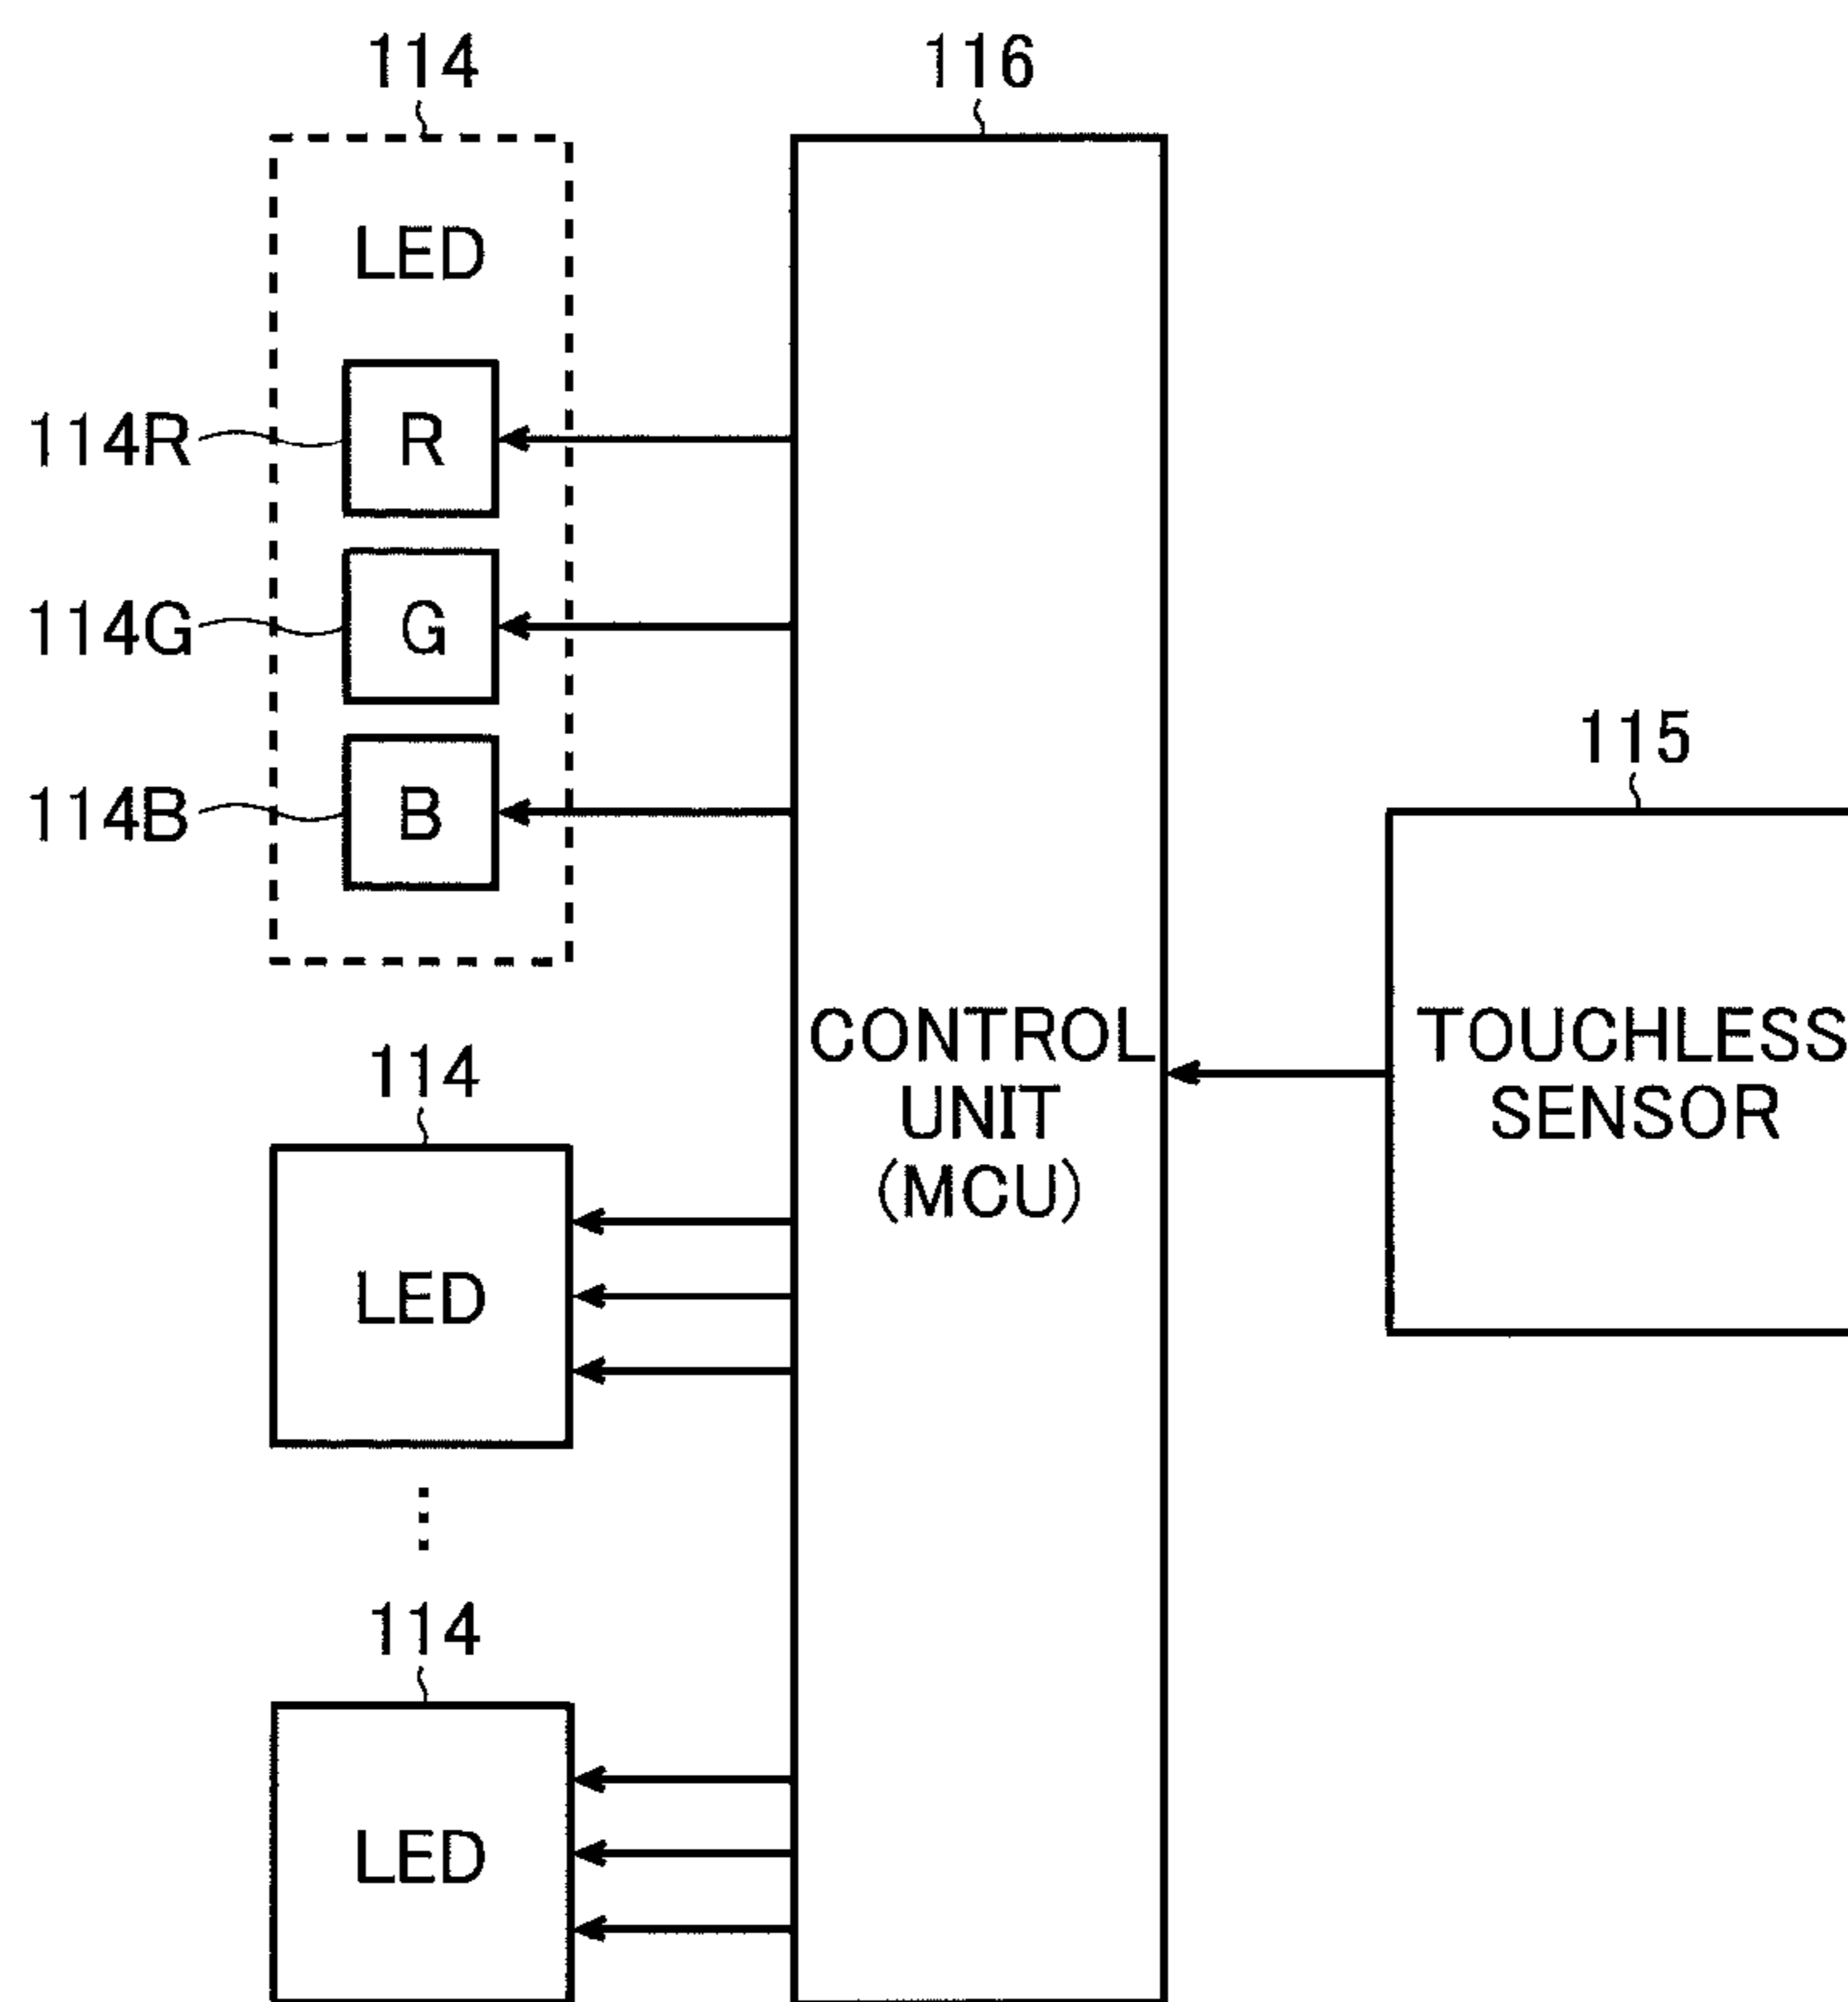 114
116
LED
114R
R
114G
G
115
114B
B
CONTROL
UNIT
(MCU)
TOUCHLESS
SENSOR
114
LED
114
LED